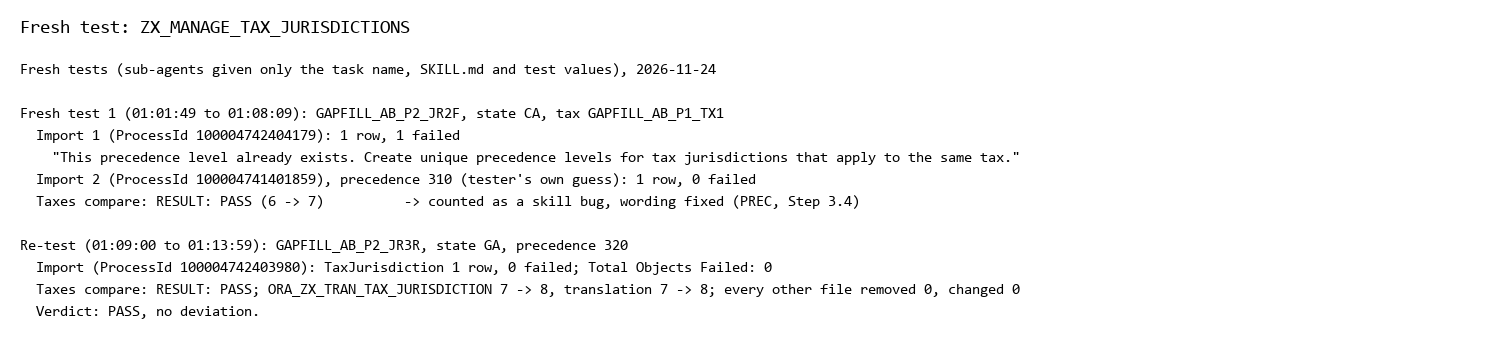 Fresh test: ZX_MANAGE_TAX_JURISDICTIONS
Fresh tests (sub-agents given only the task name, SKILL.md and test values), 2026-11-24
Fresh test 1 (01:01:49 to 01:08:09): GAPFILL_AB_P2_JR2F, state CA, tax GAPFILL_AB_P1_TX1
Import 1 (ProcessId 100004742404179): 1 row, 1 failed
"This precedence level already exists. Create unique precedence levels for tax jurisdictions that apply to the same tax."
Import 2 (ProcessId 100004741401859), precedence 310 (tester's own guess): 1 row, 0 failed
Taxes compare: RESULT: PASS (6 -> 7)          -> counted as a skill bug, wording fixed (PREC, Step 3.4)
Re-test (01:09:00 to 01:13:59): GAPFILL_AB_P2_JR3R, state GA, precedence 320
Import (ProcessId 100004742403980): TaxJurisdiction 1 row, 0 failed; Total Objects Failed: 0
Taxes compare: RESULT: PASS; ORA_ZX_TRAN_TAX_JURISDICTION 7 -> 8, translation 7 -> 8; every other file removed 0, changed 0
Verdict: PASS, no deviation.